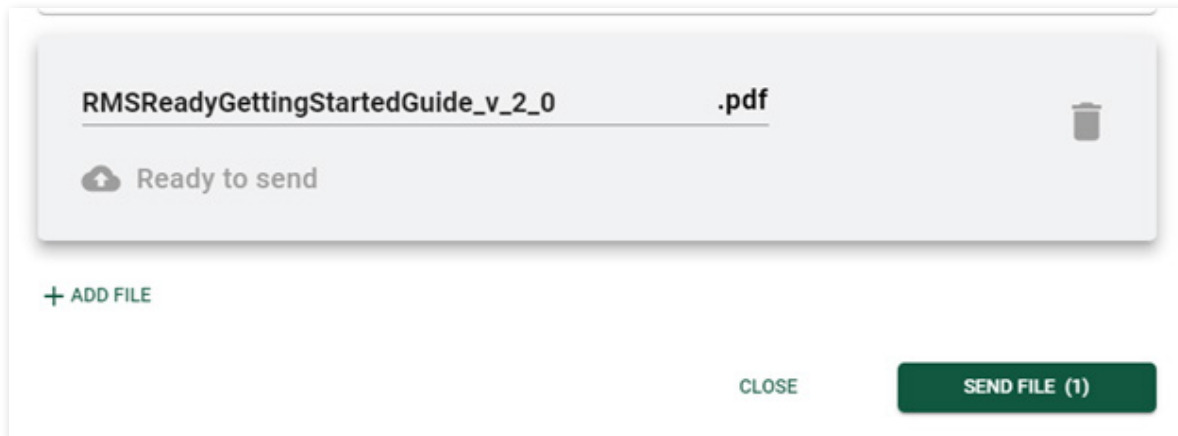 RMSReadyGettingStartedGuide_v_2_0 .pdf
Ready to send
+ ADD FILE
CLOSE SEND FILE (1)